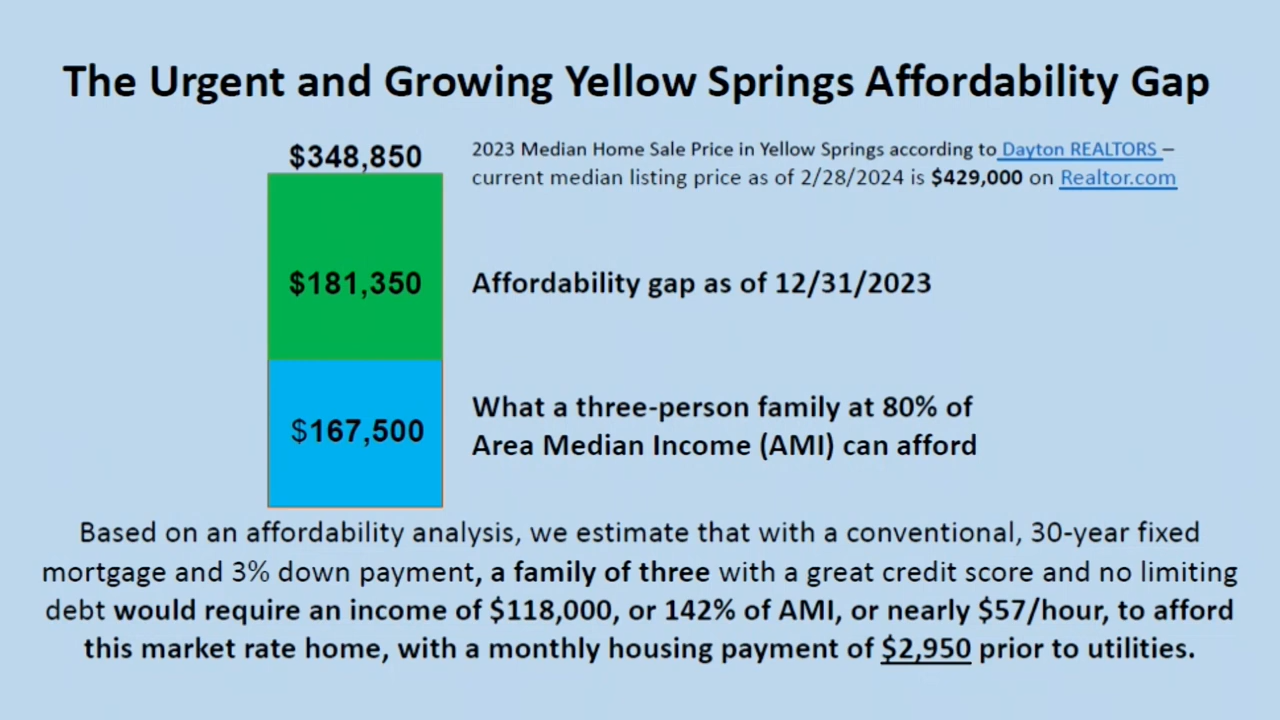 The Urgent and Growing Yellow Springs Affordability Gap
$348,850
2023 Median Home Sale Price in Yellow Springs according to Dayton REALTORS –
current median listing price as of 2/28/2024 is $429,000 on Realtor.com
$181,350
Affordability gap as of 12/31/2023
What a three-person family at 80% of
$167,500
Area Median Income (AMI) can afford
Based on an affordability analysis, we estimate that with a conventional, 30-year fixed
mortgage and 3% down payment, a family of three with a great credit score and no limiting
debt would require an income of $118,000, or 142% of AMI, or nearly $57/hour, to afford
this market rate home, with a monthly housing payment of $2,950 prior to utilities.